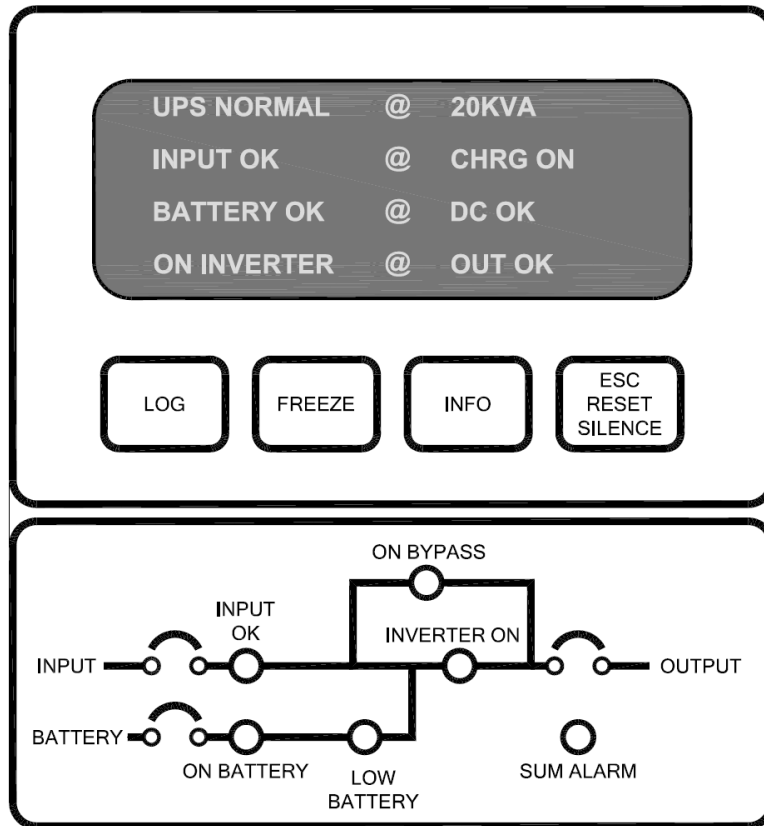 UPS NORMAL @ 20KVA
INPUT OK @ CHRG ON
BATTERY OK @ DC OK
ON INVERTER @ OUT OK
LOG
FREEZE
INFO
ESC
RESET
SILENCE
ON BYPASS
INPUT
OK
INVERTER ON
INPUT
OUTPUT
BATTERY
ON BATTERY
LOW
BATTERY
SUM ALARM